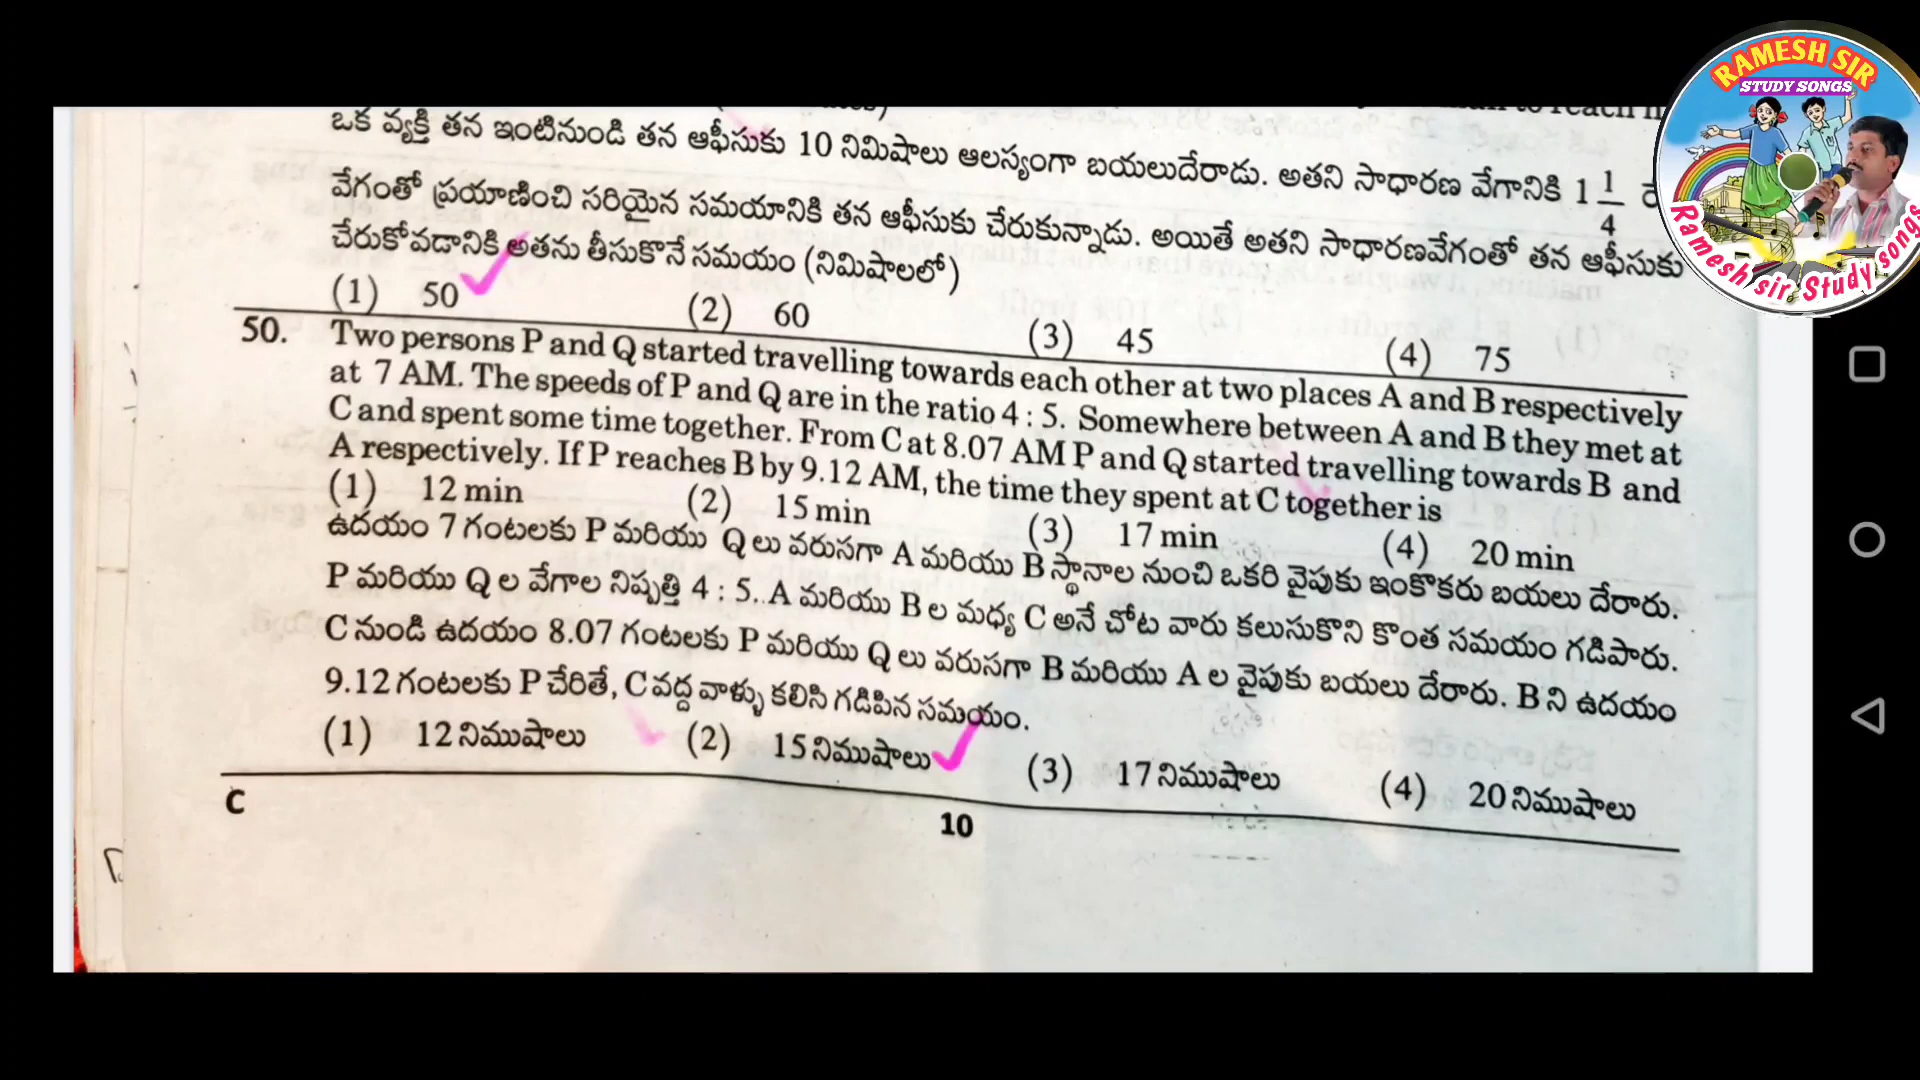 ఒక వ్యక్తి తన ఇంటినుండి తన ఆఫీసుకు 10 నిమిషాలు ఆలస్యంగా బయలుదేరాడు. అతని సాధారణ వేగానికి 1 1/4
వేగంతో ప్రయాణించి సరియైన సమయానికి తన ఆఫీసుకు చేరుకున్నాడు. అయితే అతని సాధారణవేగంతో తన ఆఫీసుకు
చేరుకోవడానికి అతను తీసుకొనే సమయం (నిమిషాలలో)
(1) 50 (2) 60 (3) 45 (4) 75
50. Two persons P and Q started travelling towards each other at two places A and B respectively
at 7 AM. The speeds of P and Q are in the ratio 4 : 5. Somewhere between A and B they met at
C and spent some time together. From C at 8.07 AM P and Q started travelling towards B and
A respectively. If P reaches B by 9.12 AM, the time they spent at C together is
(1) 12 min (2) 15 min (3) 17 min (4) 20 min
ఉదయం 7 గంటలకు P మరియు Q లు వరుసగా A మరియు B స్థానాల నుంచి ఒకరి వైపుకు ఇంకొకరు బయలు దేరారు.
P మరియు Q ల వేగాల నిష్పత్తి 4 : 5. A మరియు B ల మధ్య C అనే చోట వారు కలుసుకొని కొంత సమయం గడిపారు.
C నుండి ఉదయం 8.07 గంటలకు P మరియు Q లు వరుసగా B మరియు A ల వైపుకు బయలు దేరారు. B ని ఉదయం
9.12 గంటలకు P చేరితే, C వద్ద వాళ్ళు కలిసి గడిపిన సమయం.
(1) 12 నిముషాలు (2) 15 నిముషాలు (3) 17 నిముషాలు (4) 20 నిముషాలు
C
10
RAMESH SIR
STUDY SONGS
Ramesh sir Study songs